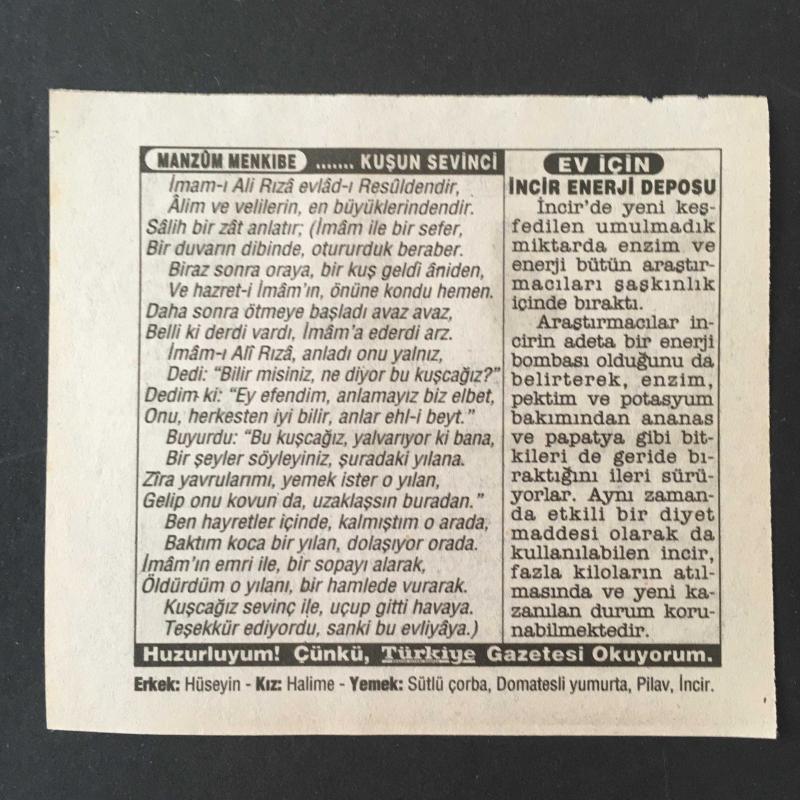 MANZÛM MENKIBE ....... KUŞUN SEVİNCİ
İmam-ı Ali Rızâ evlâd-ı Resûldendir,
Âlim ve velilerin, en büyüklerindendir.
Sâlih bir zât anlatır; (İmâm ile bir sefer,
Bir duvarın dibinde, otururduk beraber.
Biraz sonra oraya, bir kuş geldi âniden,
Ve hazret-i İmâm'ın, önüne kondu hemen.
Daha sonra ötmeye başladı avaz avaz,
Belli ki derdi vardı, İmâm'a ederdi arz.
İmâm-ı Alî Rızâ, anladı onu yalnız,
Dedi: "Bilir misiniz, ne diyor bu kuşcağız?"
Dedim ki: "Ey efendim, anlamayız biz elbet,
Onu, herkesten iyi bilir, anlar ehl-i beyt."
Buyurdu: "Bu kuşcağız, yalvarıyor ki bana,
Bir şeyler söyleyiniz, şuradaki yılana.
Zîra yavrularımı, yemek ister o yılan,
Gelip onu kovun da, uzaklaşsın buradan."
Ben hayretler içinde, kalmıştım o arada,
Baktım koca bir yılan, dolaşıyor orada.
İmâm'ın emri ile, bir sopayı alarak,
Öldürdüm o yılanı, bir hamlede vurarak.
Kuşcağız sevinç ile, uçup gitti havaya.
Teşekkür ediyordu, sanki bu evliyâya.)
EV İÇİN
İNCİR ENERJİ DEPOSU
İncir'de yeni keş-
fedilen umulmadık
miktarda enzim ve
enerji bütün araştır-
macıları şaşkınlık
içinde bıraktı.
Araştırmacılar in-
cirin adeta bir enerji
bombası olduğunu da
belirterek, enzim,
pektim ve potasyum
bakımından ananas
ve papatya gibi bit-
kileri de geride bı-
raktığını ileri sürü-
yorlar. Aynı zaman-
da etkili bir diyet
maddesi olarak da
kullanılabilen incir,
fazla kiloların atıl-
masında ve yeni ka-
zanılan durum koru-
nabilmektedir.
Huzurluyum! Çünkü, Türkiye Gazetesi Okuyorum.
Erkek: Hüseyin - Kız: Halime - Yemek: Sütlü çorba, Domatesli yumurta, Pilav, İncir.